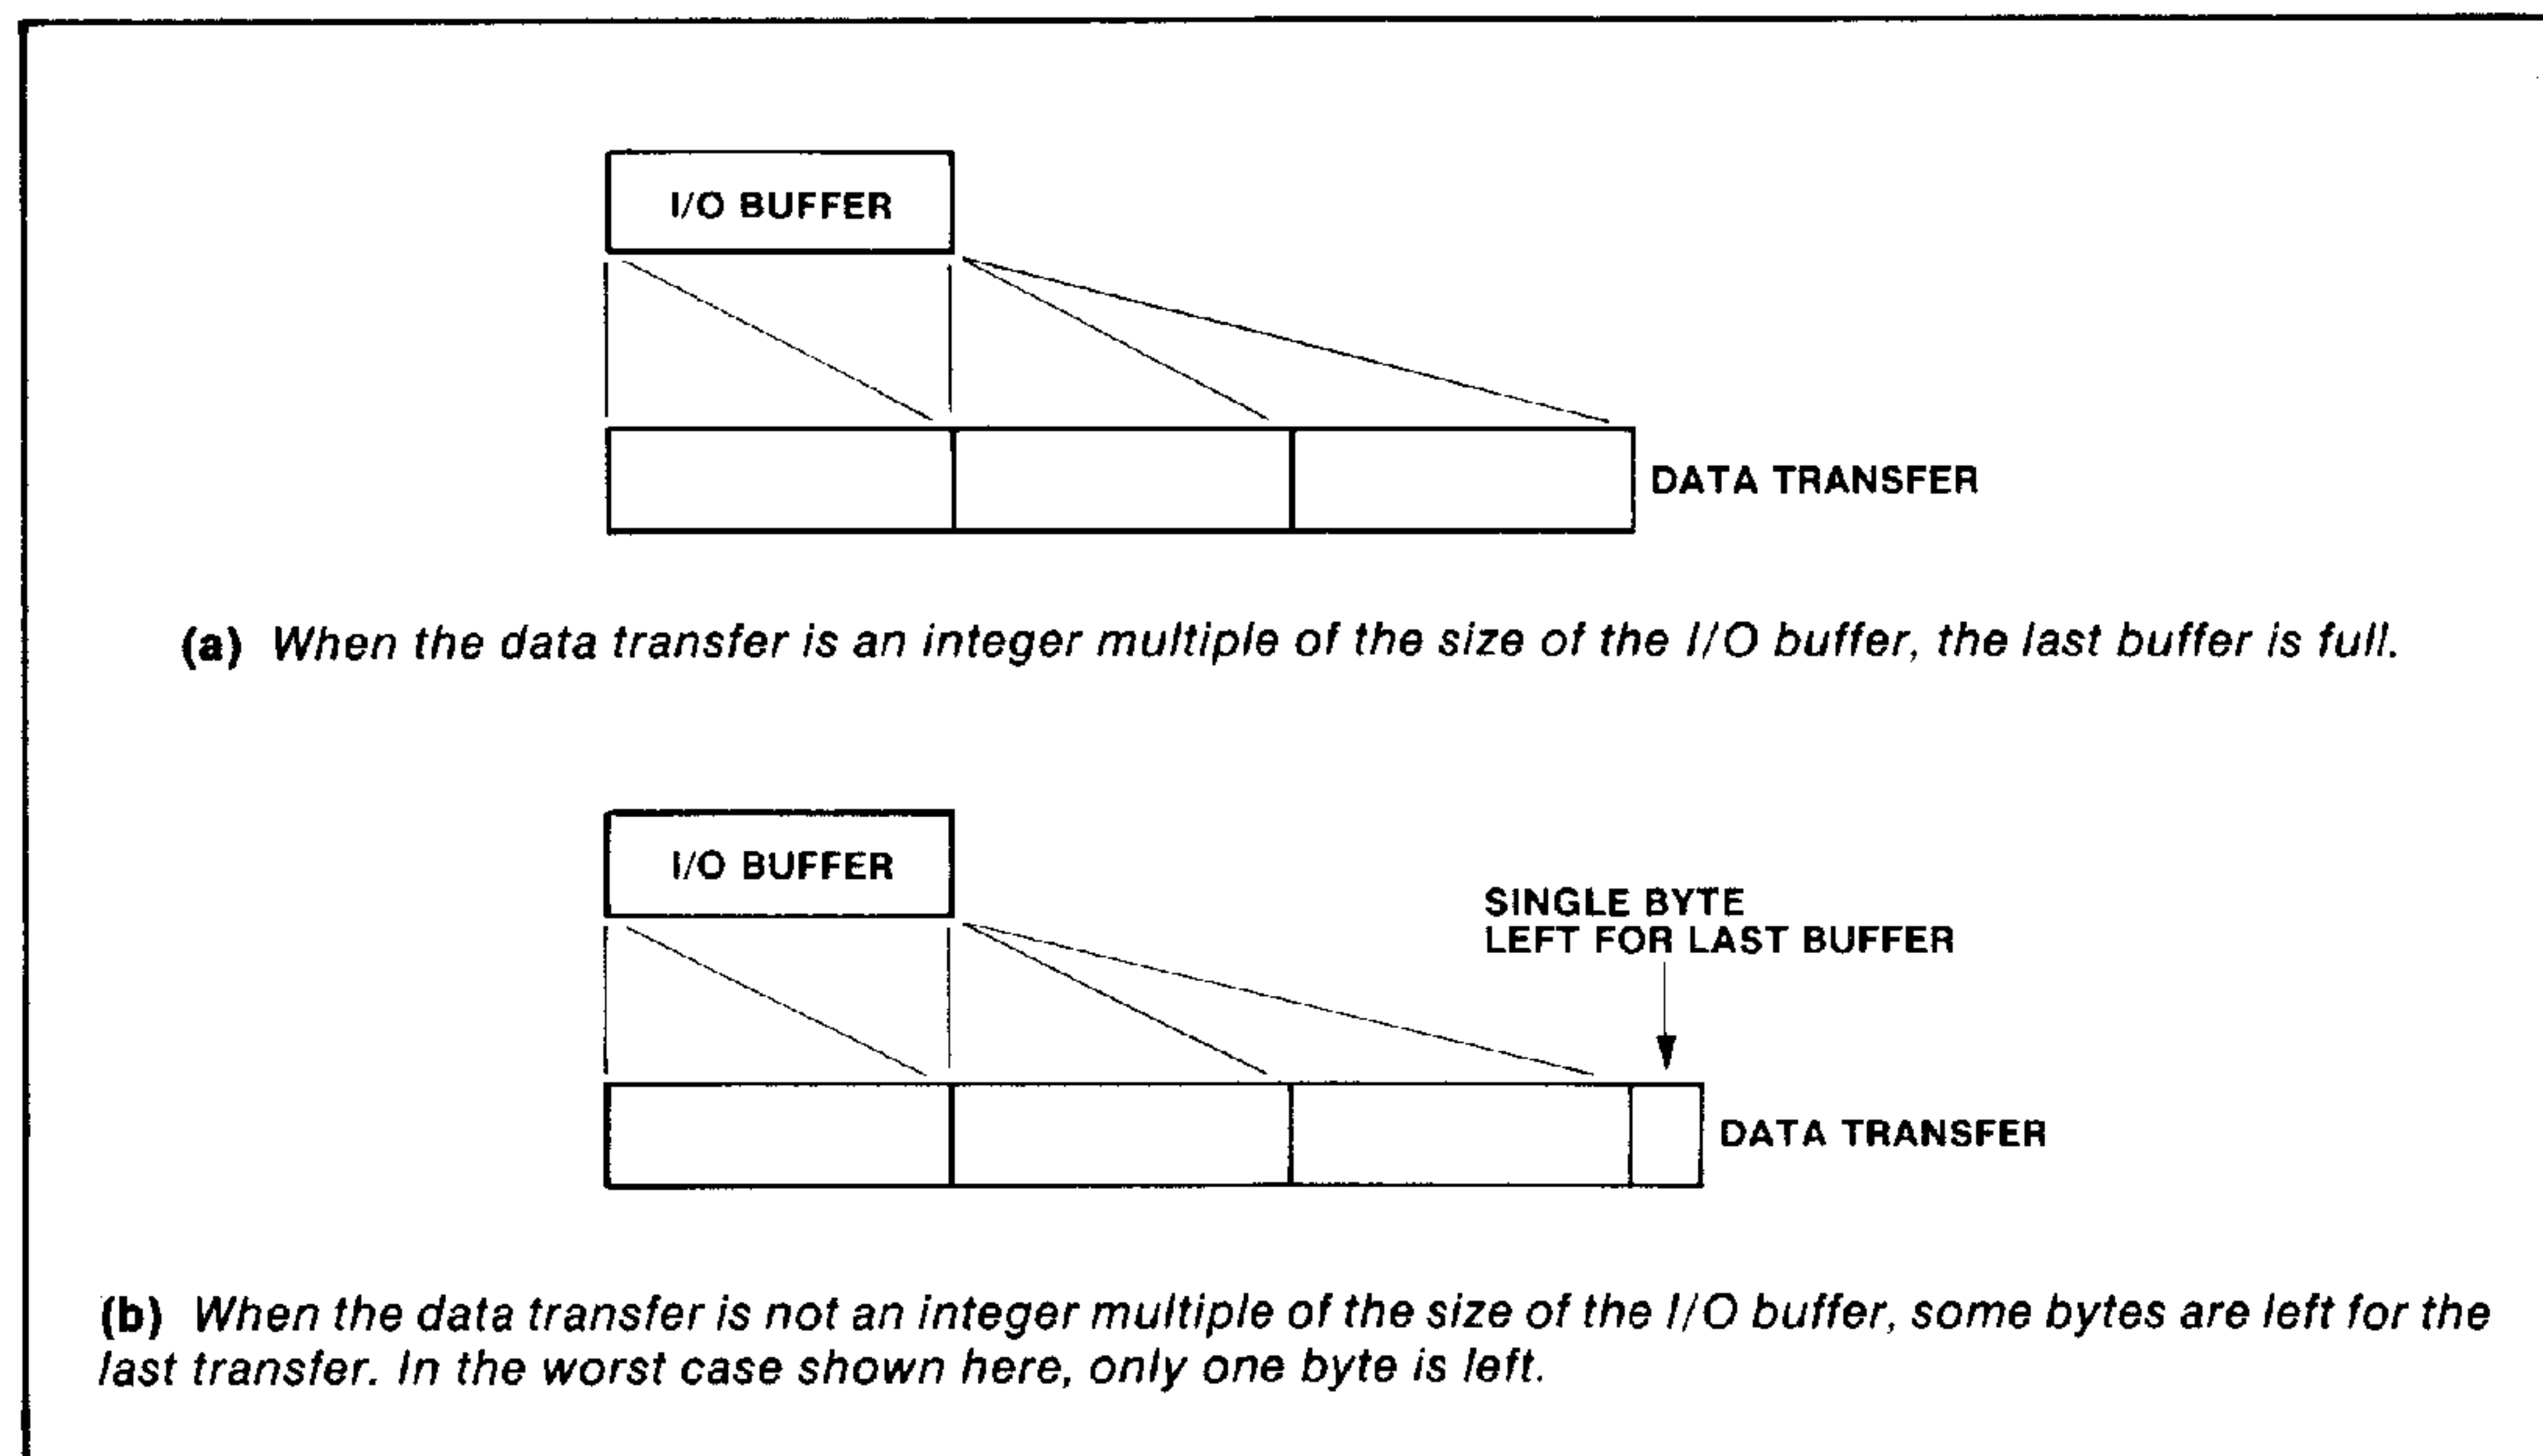 I/O BUFFER
DATA TRANSFER
(a) When the data transfer is an integer multiple of the size of the I/O buffer, the last buffer is full.
I/O BUFFER
SINGLE BYTE
LEFT FOR LAST BUFFER
DATA TRANSFER
(b) When the data transfer is not an integer multiple of the size of the I/O buffer, some bytes are left for the
last transfer. In the worst case shown here, only one byte is left.